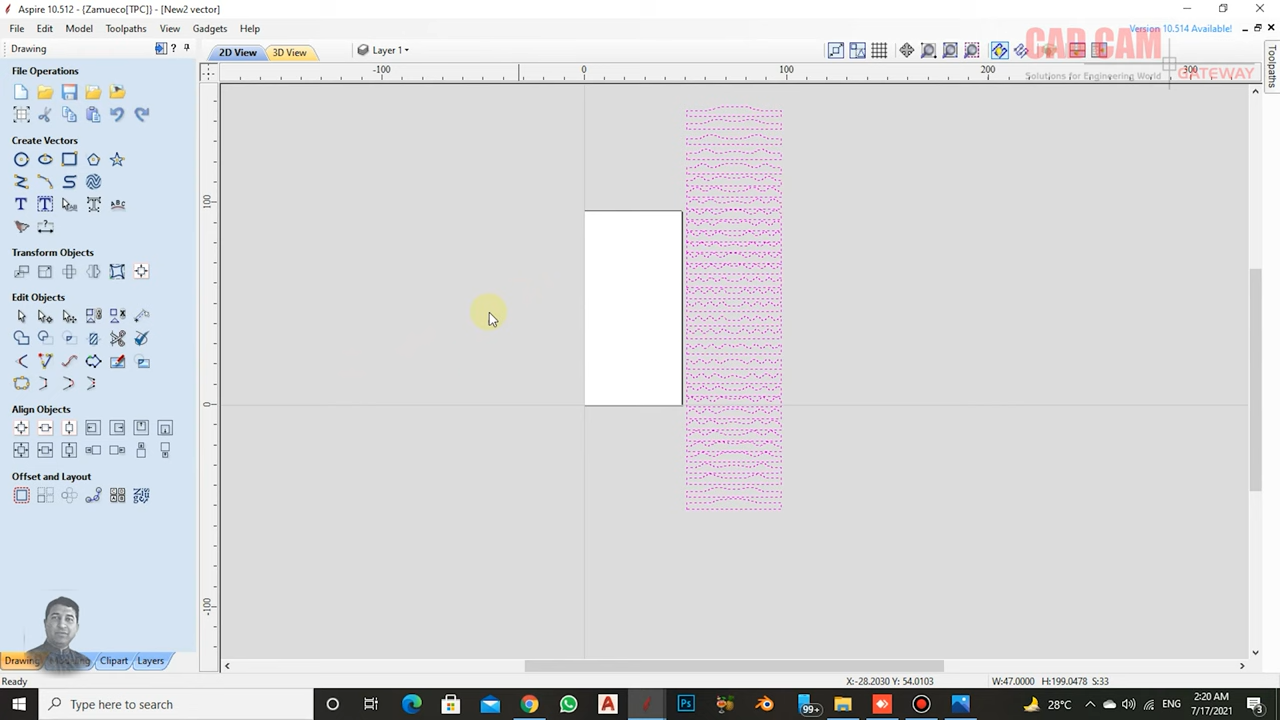 Aspire 10.512 - {Zamueco[TPC]} - [New2 vector]
File Edit Model Toolpaths View Gadgets Help
Version 10.514 Available!
CAD CAM
Solutions for Engineering World GATEWAY
Drawing
2D View 3D View Layer 1
Toolpaths
-100 0 100 200 300
100
0
-100
File Operations
Create Vectors
Transform Objects
Edit Objects
Align Objects
Offset and Layout
Drawing Clipart Layers
Ready
X:-28.2030 Y: 54.0103
W:47.0000 H:199.0478 S:33
Type here to search
99+
28°C
2:20 AM
7/17/2021
3